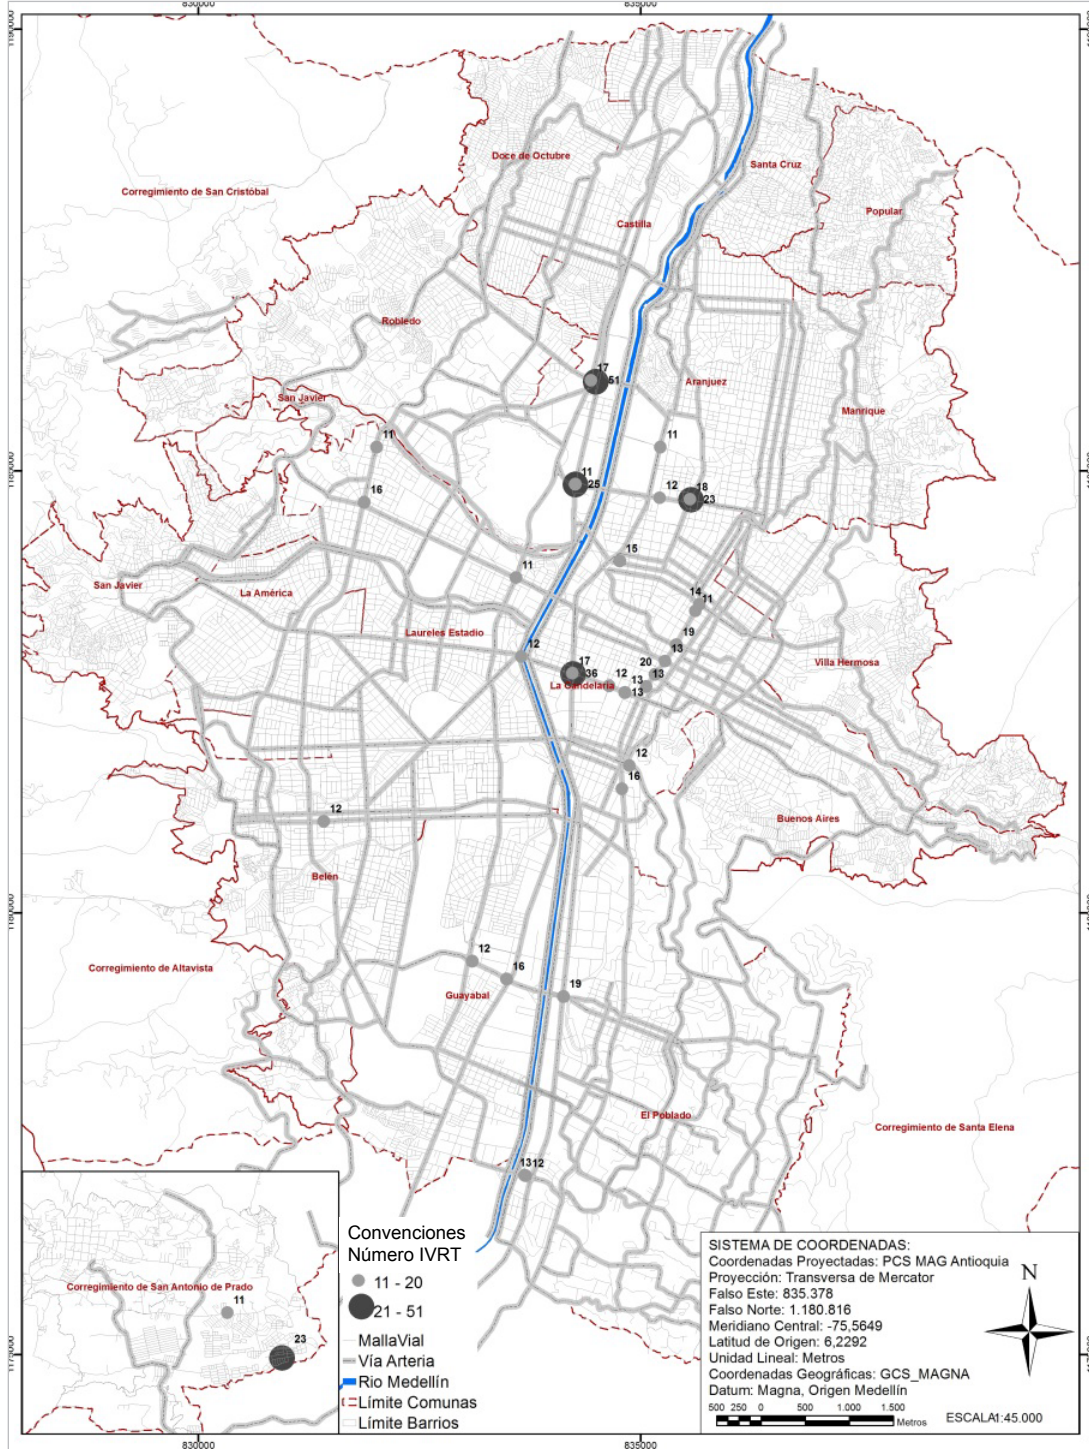 830000
835000
1190000
Doce de Octubre
Santa Cruz
Corregimiento de San Cristóbal
Popular
Castilla
Robledo
17
51
Aranjuez
San Javier
Manrique
11
11
11
25
12
18
23
16
15
11
San Javier
La América
14
11
Laureles Estadio
19
12
13
17
36
20
13
12
13
13
La Candelaria
Villa Hermosa
12
16
12
Buenos Aires
Belén
12
Corregimiento de Altavista
16
19
Guayabal
El Poblado
Corregimiento de Santa Elena
13
12
Corregimiento de San Antonio de Prado
11
23
Convenciones
Número IVRT
11 - 20
21 - 51
MallaVial
Vía Arteria
Rio Medellín
Límite Comunas
Límite Barrios
SISTEMA DE COORDENADAS:
Coordenadas Proyectadas: PCS MAG Antioquia
Proyección: Transversa de Mercator
Falso Este: 835.378
Falso Norte: 1.180.816
Meridiano Central: -75,5649
Latitud de Origen: 6,2292
Unidad Lineal: Metros
Coordenadas Geográficas: GCS_MAGNA
Datum: Magna, Origen Medellín
N
500 250 0 500 1.000 1.500
Metros
ESCALA1:45.000
1180000
830000
835000